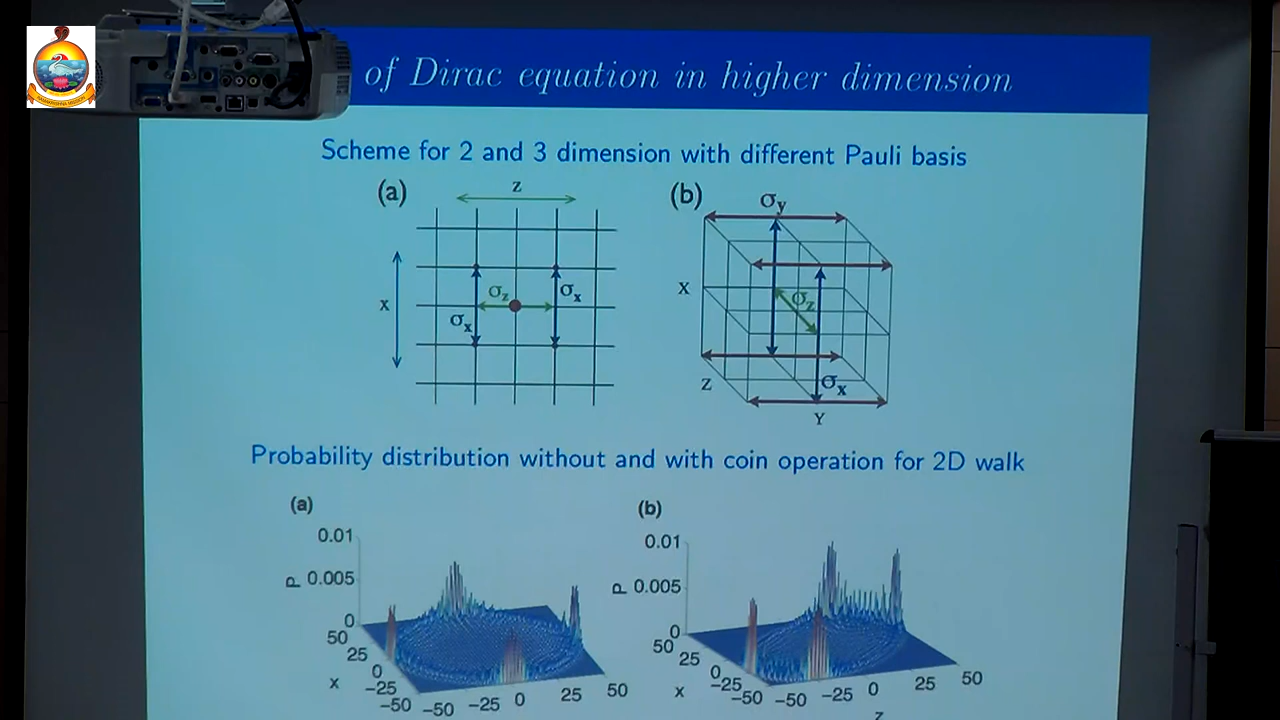 of Dirac equation in higher dimension
Scheme for 2 and 3 dimension with different Pauli basis
(a)
z
x
σz
σx
σx
(b)
σy
X
σz
Z
σx
Y
Probability distribution without and with coin operation for 2D walk
(a)
0.01
P 0.005
0
50
25
0
x
−25
−50 −50 −25 0 25 50
(b)
0.01
P 0.005
0
50
25
0
x
−25
−50 −50 −25 0 25 50
z